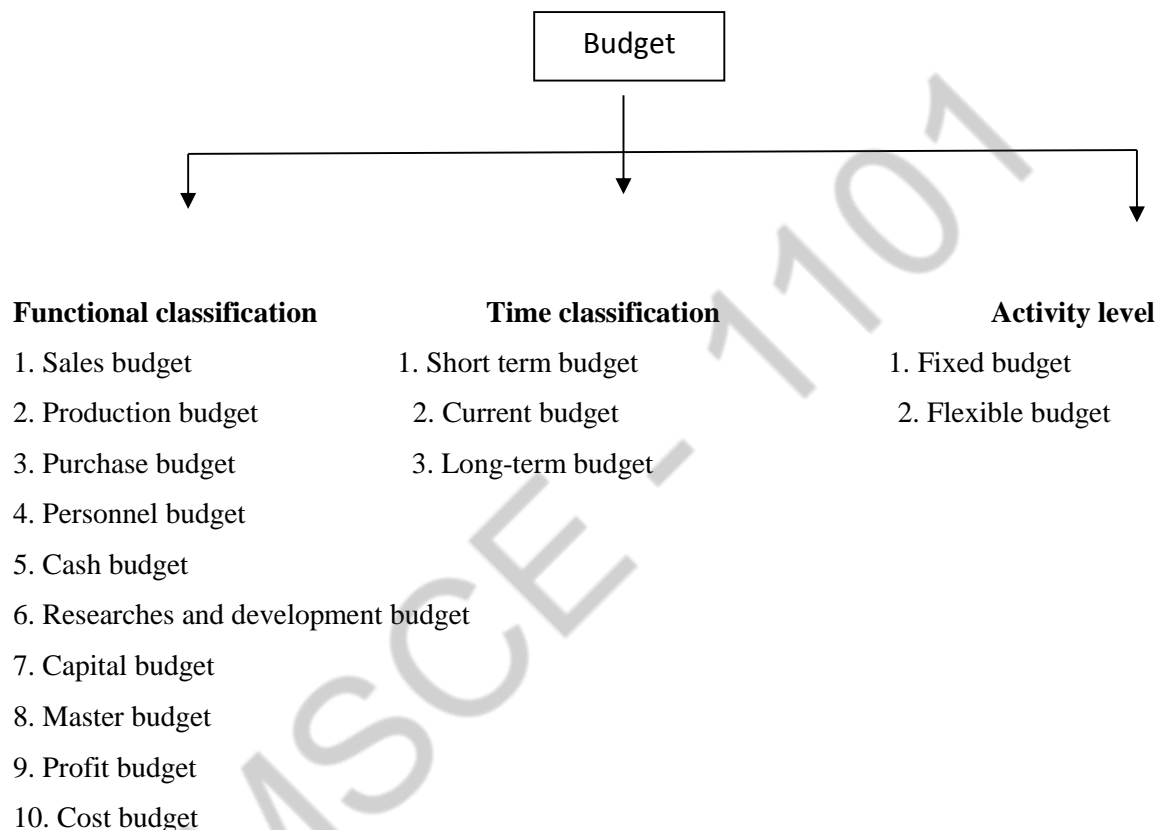 Budget
Functional classification
1. Sales budget
2. Production budget
3. Purchase budget
4. Personnel budget
5. Cash budget
6. Researches and development budget
7. Capital budget
8. Master budget
9. Profit budget
10. Cost budget
Time classification
1. Short term budget
2. Current budget
3. Long-term budget
Activity level
1. Fixed budget
2. Flexible budget
MSCE - 1101